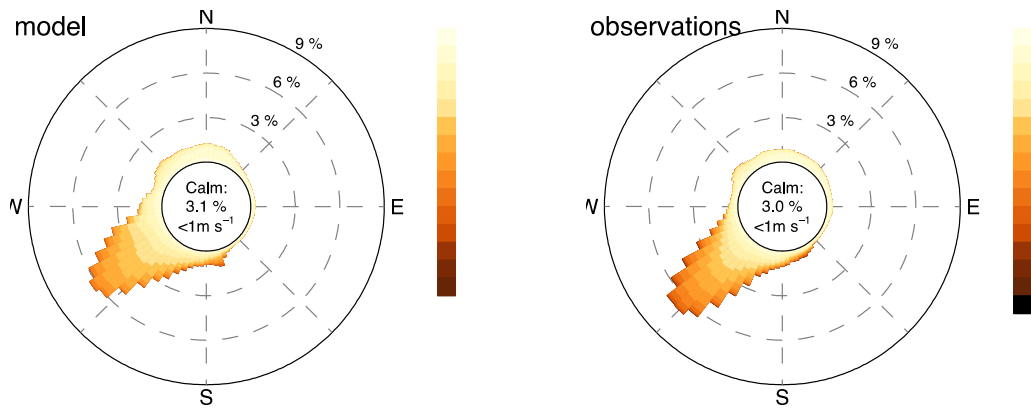 model
N
9 %
6 %
3 %
W
E
S
Calm:
3.1 %
<1m s⁻¹
observations
N
9 %
6 %
3 %
W
E
S
Calm:
3.0 %
<1m s⁻¹